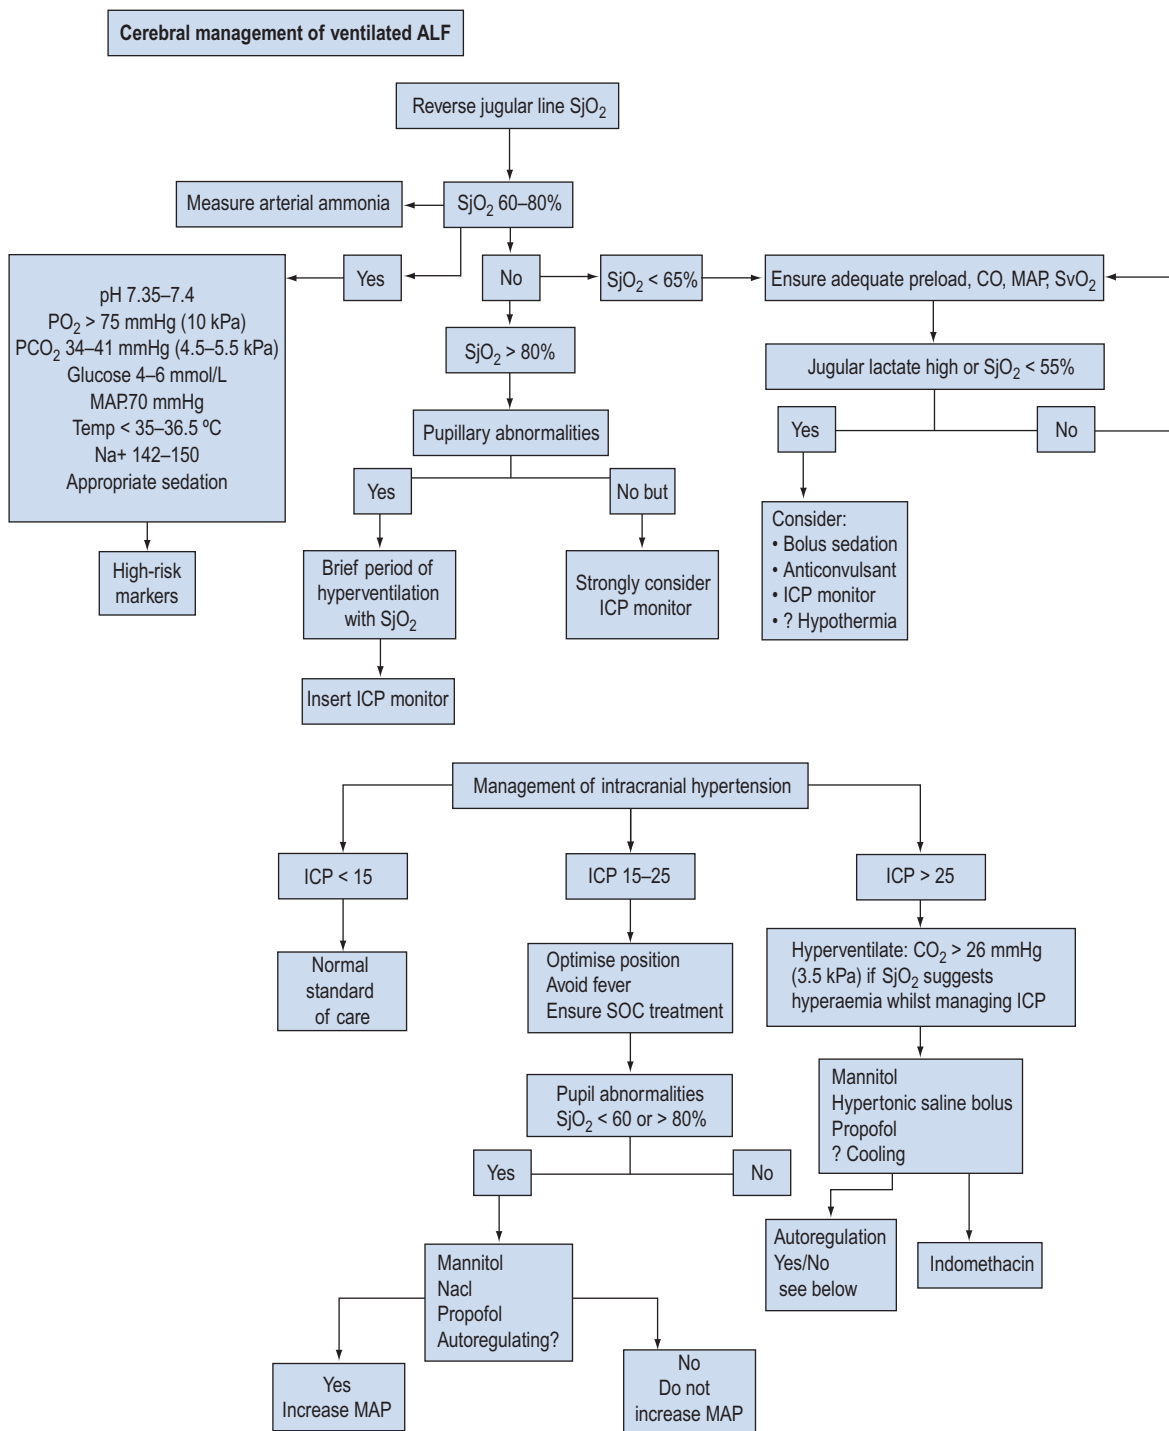 Cerebral management of ventilated ALF
Reverse jugular line SjO₂
Measure arterial ammonia
SjO₂ 60–80%
Yes
No
SjO₂ < 65%
Ensure adequate preload, CO, MAP, SvO₂
pH 7.35–7.4
PO₂ > 75 mmHg (10 kPa)
PCO₂ 34–41 mmHg (4.5–5.5 kPa)
Glucose 4–6 mmol/L
MAP.70 mmHg
Temp < 35–36.5 ºC
Na+ 142–150
Appropriate sedation
High-risk
markers
SjO₂ > 80%
Pupillary abnormalities
Yes
No but
Brief period of
hyperventilation
with SjO₂
Insert ICP monitor
Strongly consider
ICP monitor
Jugular lactate high or SjO₂ < 55%
Yes
No
Consider:
• Bolus sedation
• Anticonvulsant
• ICP monitor
• ? Hypothermia
Management of intracranial hypertension
ICP < 15
ICP 15–25
ICP > 25
Normal
standard
of care
Optimise position
Avoid fever
Ensure SOC treatment
Pupil abnormalities
SjO₂ < 60 or > 80%
Yes
No
Mannitol
Nacl
Propofol
Autoregulating?
Yes
Increase MAP
No
Do not
increase MAP
Hyperventilate: CO₂ > 26 mmHg
(3.5 kPa) if SjO₂ suggests
hyperaemia whilst managing ICP
Mannitol
Hypertonic saline bolus
Propofol
? Cooling
Autoregulation
Yes/No
see below
Indomethacin